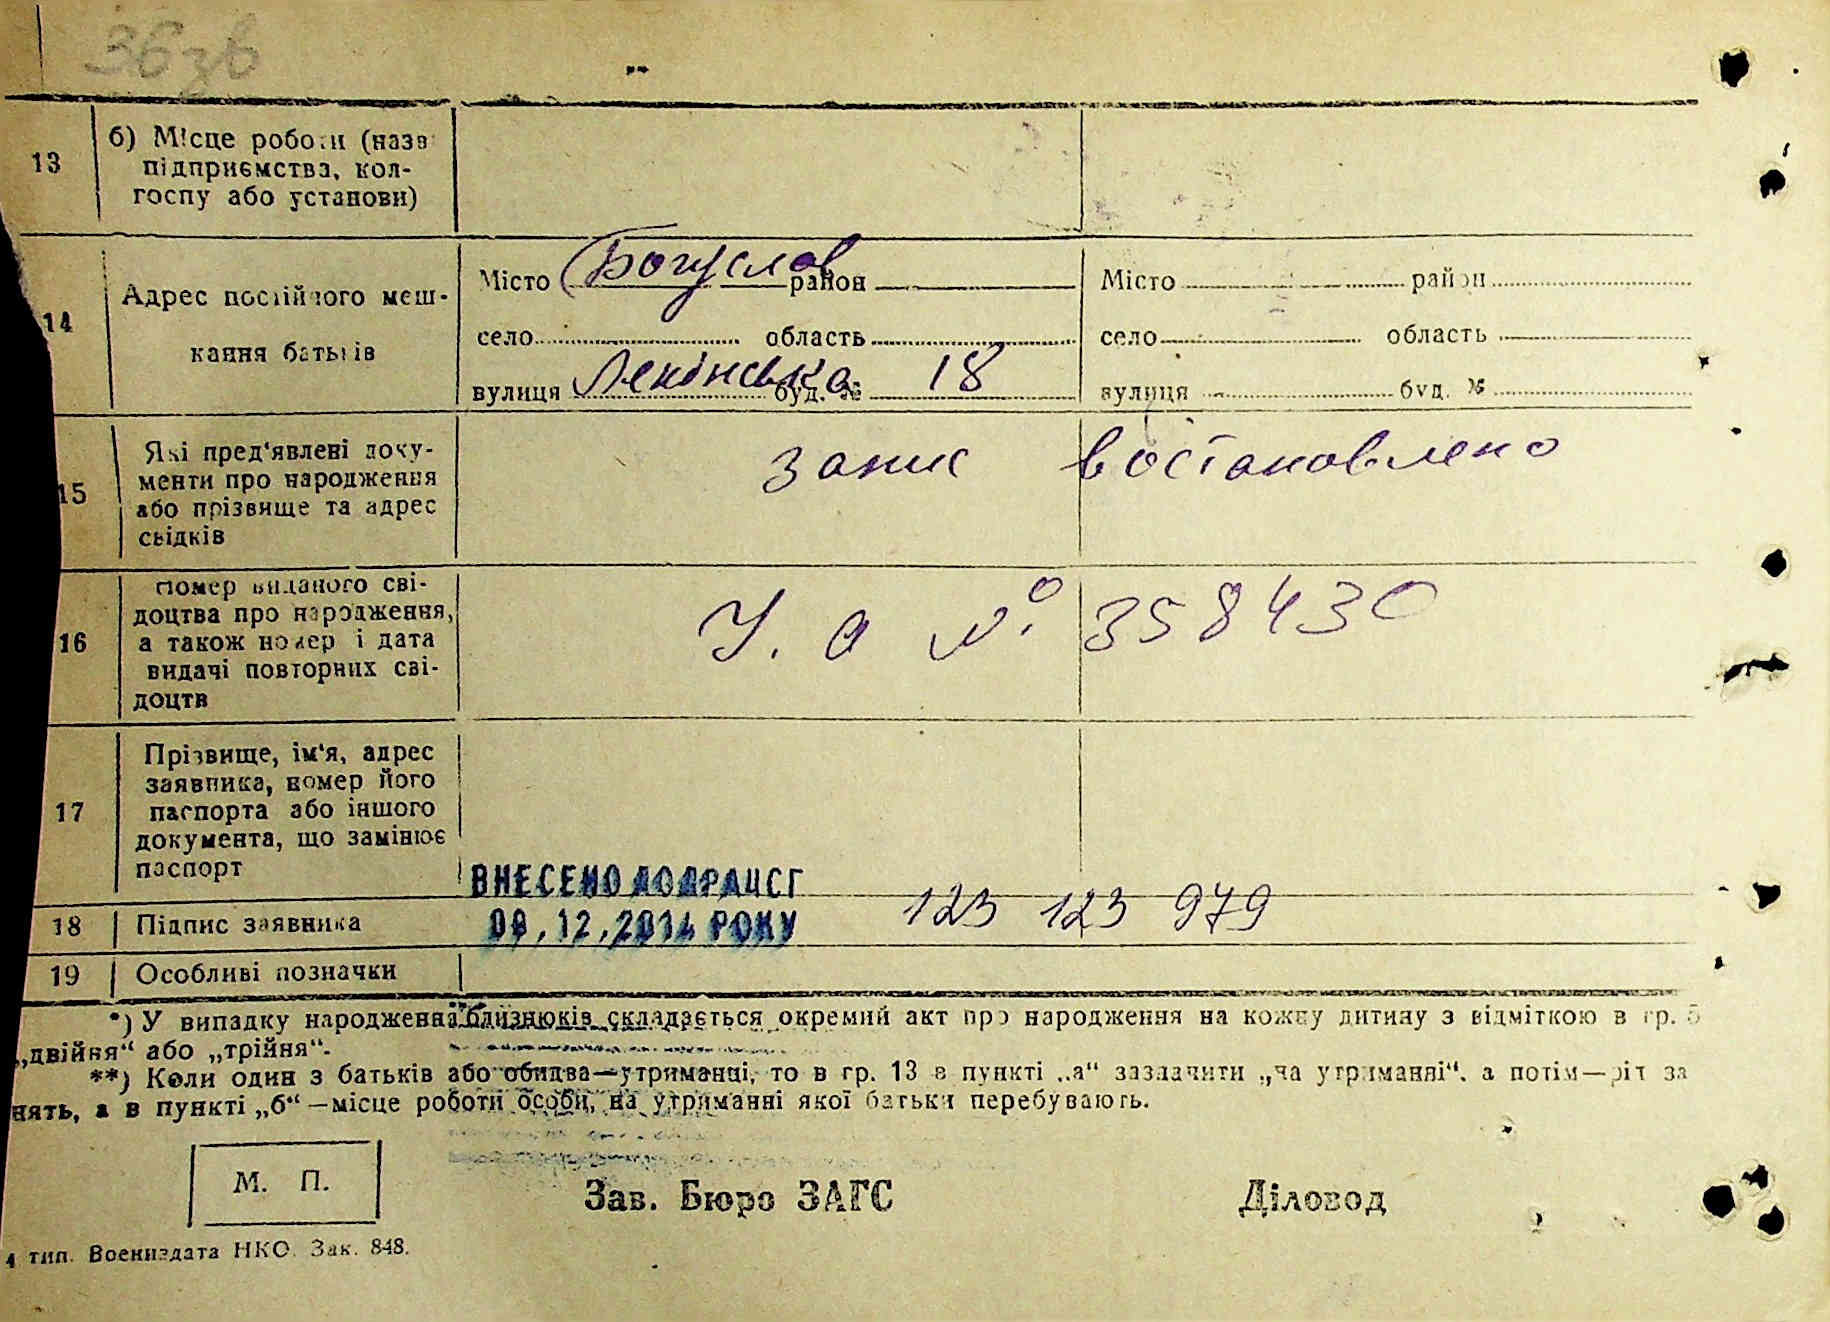 13
б) Місце роботи (назв
підприємства, кол-
госпу або установи)
14
Адрес постійного меш-
кання батьків
Місто Богуслав район
село область
вулиця Ленінська буд. № 18
Місто район
село область
вулиця буд. №
15
Які пред'явлені доку-
менти про народження
або прізвище та адрес
свідків
запис востановлено
16
Номер виданого сві-
доцтва про народження,
а також номер і дата
видачі повторних сві-
доцтв
У. а № 358430
17
Прізвище, ім'я, адрес
заявника, номер його
паспорта або іншого
документа, що замінює
паспорт
ВНЕСЕНО ДО ДРАЦСГ
18
Підпис заявника
12.2014 РОКУ
123 123 979
19
Особливі позначки
*) У випадку народження близнюків складається окремий акт про народження на кожну дитину з відміткою в гр. 5
„двійня“ або „трійня“.
**) Коли один з батьків або обидва—утриманці, то в гр. 13 в пункті „а“ зазначити „на утриманні“, а потім—рід за
нять, а в пункті „б“ —місце роботи особи, на утриманні якої батьки перебувають.
М. П.
Зав. Бюро ЗАГС
Діловод
4 тип. Воениздата НКО. Зак. 848.